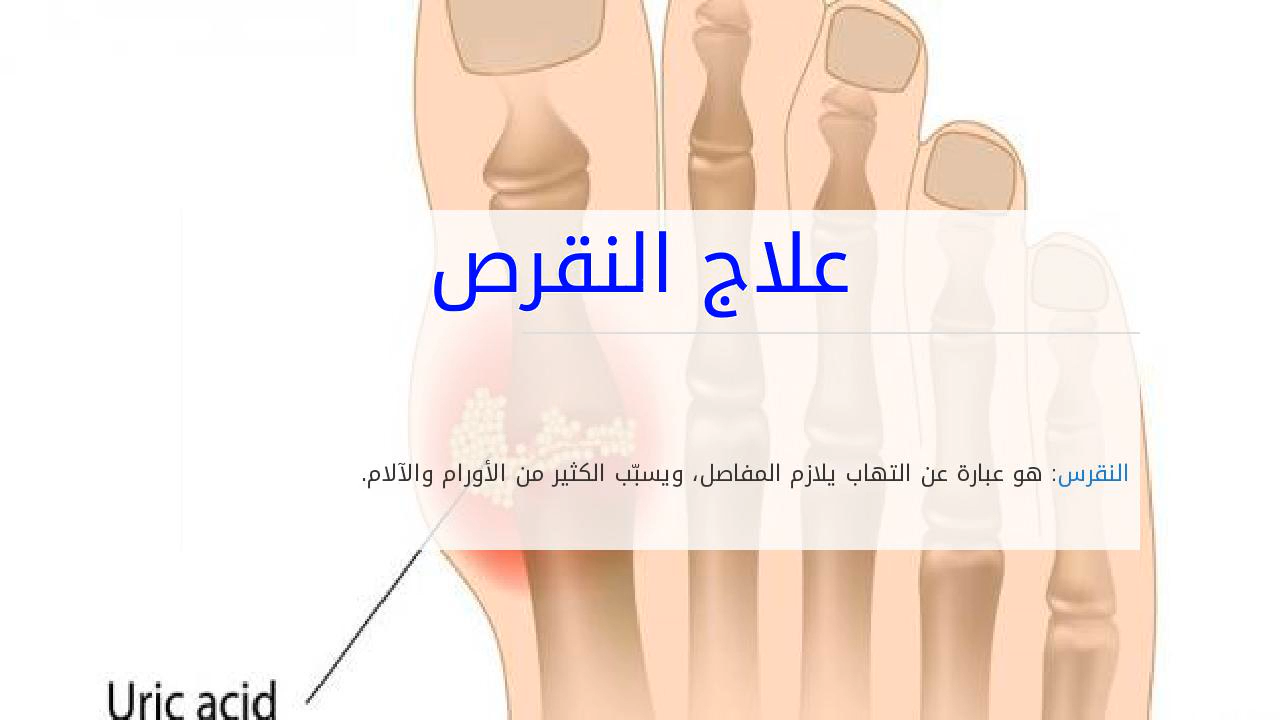 علاج النقرص
النقرس: هو عبارة عن التهاب يلازم المفاصل، ويسبّب الكثير من الأورام والآلام.
Uric acid